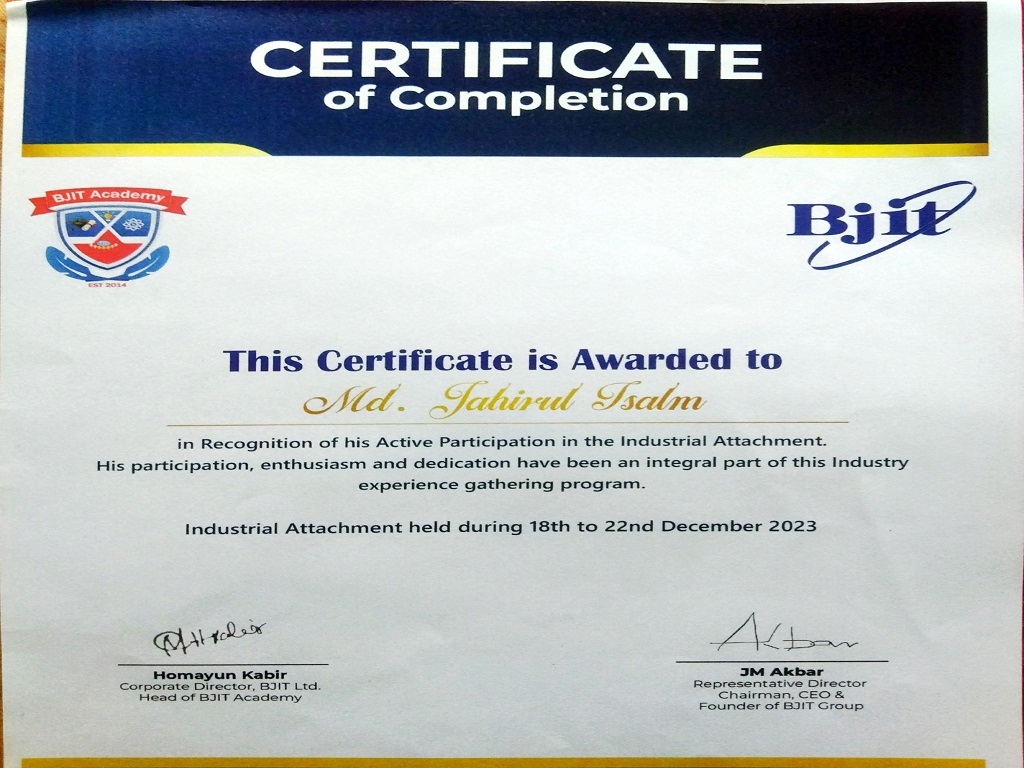 CERTIFICATE
of Completion
BJIT Academy
EST 2014
Bjit
This Certificate is Awarded to
Md. Jahirul Isalm
in Recognition of his Active Participation in the Industrial Attachment.
His participation, enthusiasm and dedication have been an integral part of this Industry
experience gathering program.
Industrial Attachment held during 18th to 22nd December 2023
Homayun Kabir
Corporate Director, BJIT Ltd.
Head of BJIT Academy
Akbar
JM Akbar
Representative Director
Chairman, CEO &
Founder of BJIT Group